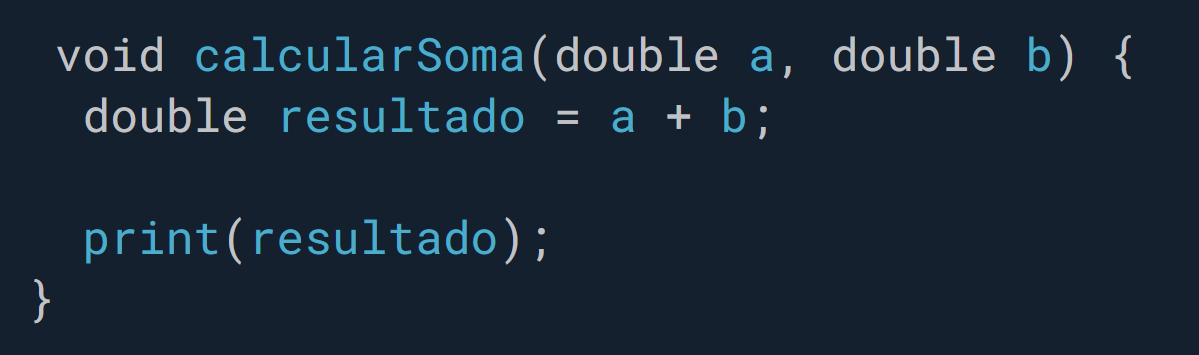 void calcularSoma(double a, double b) {
double resultado = a + b;
print(resultado);
}